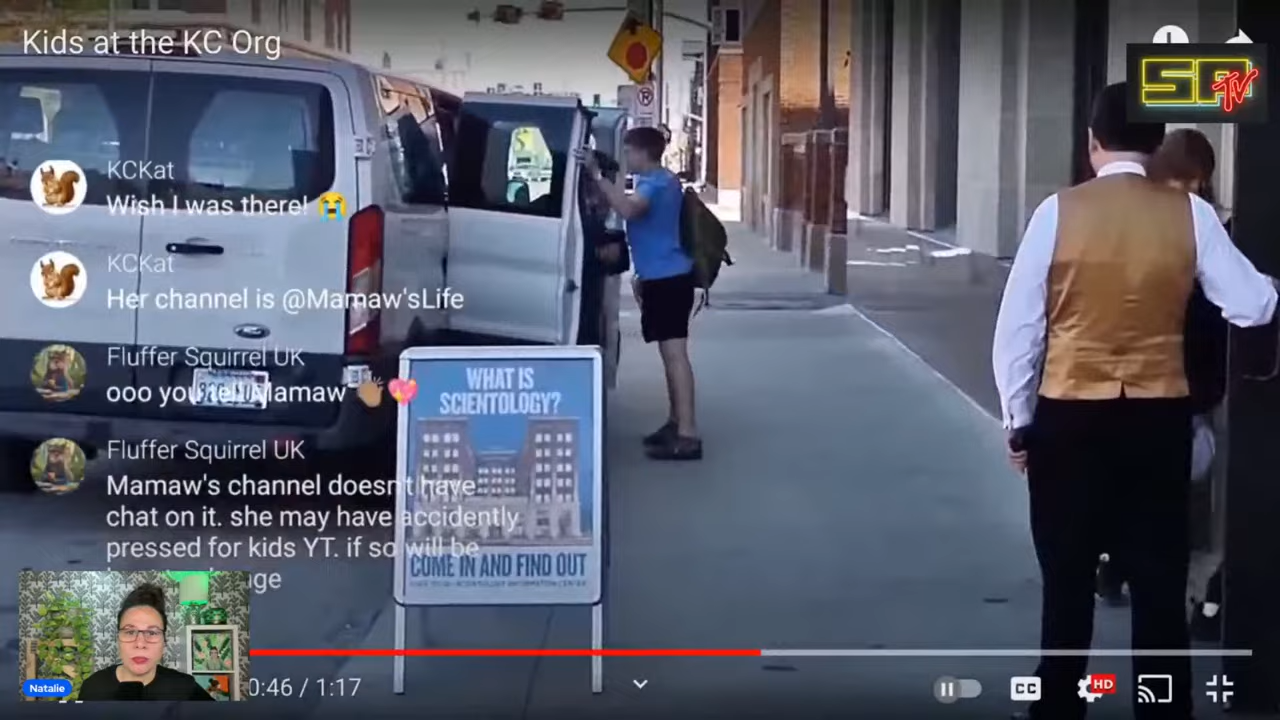 Kids at the KC Org
SPTV
KCKat
Wish I was there! 😭
KCKat
Her channel is @Mamaw'sLife
Fluffer Squirrel UK
ooo you tell Mamaw 👏🏽💖
Fluffer Squirrel UK
Mamaw's channel doesn't have
chat on it. she may have accidently
pressed for kids YT. if so will be
WHAT IS
SCIENTOLOGY?
COME IN AND FIND OUT
Natalie
0:46 / 1:17
CC
HD